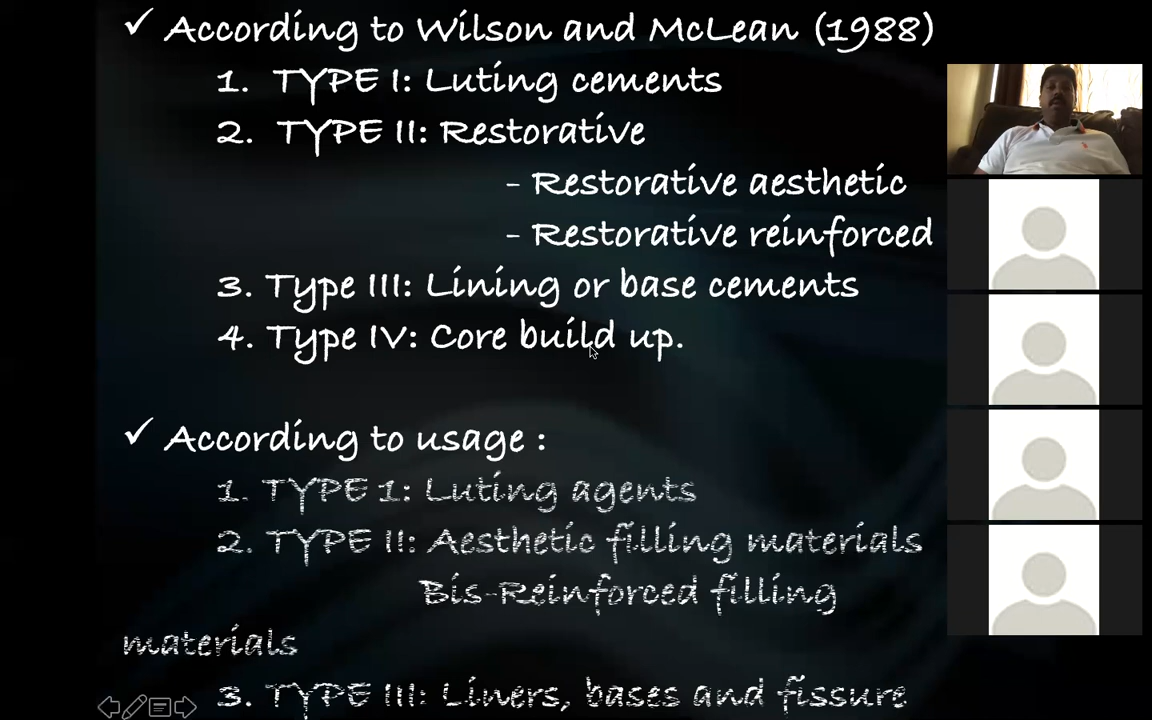 ✓ According to Wilson and McLean (1988)
1. TYPE I: Luting cements
2. TYPE II: Restorative
- Restorative aesthetic
- Restorative reinforced
3. Type III: Lining or base cements
4. Type IV: Core build up.
✓ According to usage :
1. TYPE 1: Luting agents
2. TYPE II: Aesthetic filling materials
Bis-Reinforced filling
materials
3. TYPE III: Liners, bases and fissure